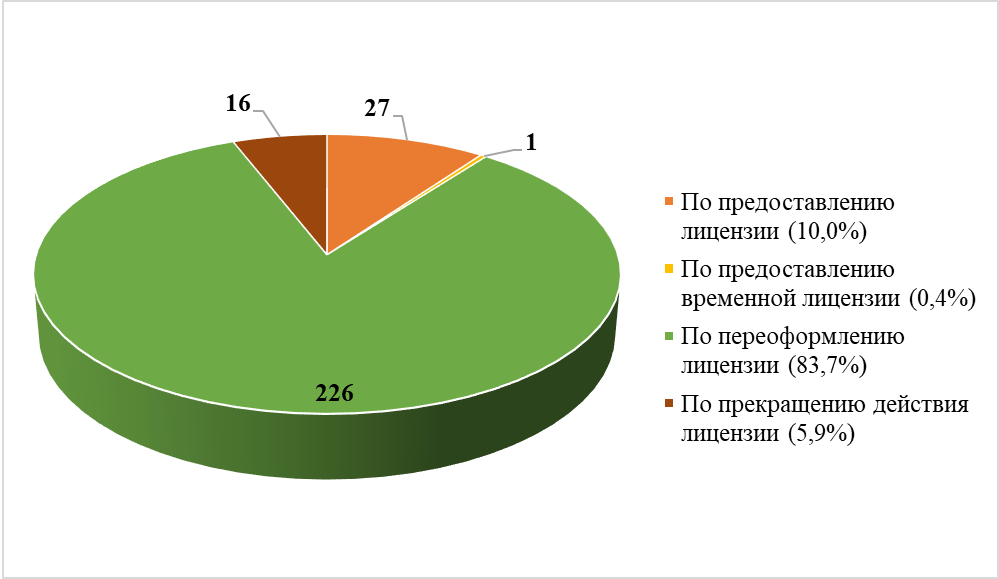 16
27
1
226
По предоставлению
лицензии (10,0%)
По предоставлению
временной лицензии (0,4%)
По переоформлению
лицензии (83,7%)
По прекращению действия
лицензии (5,9%)